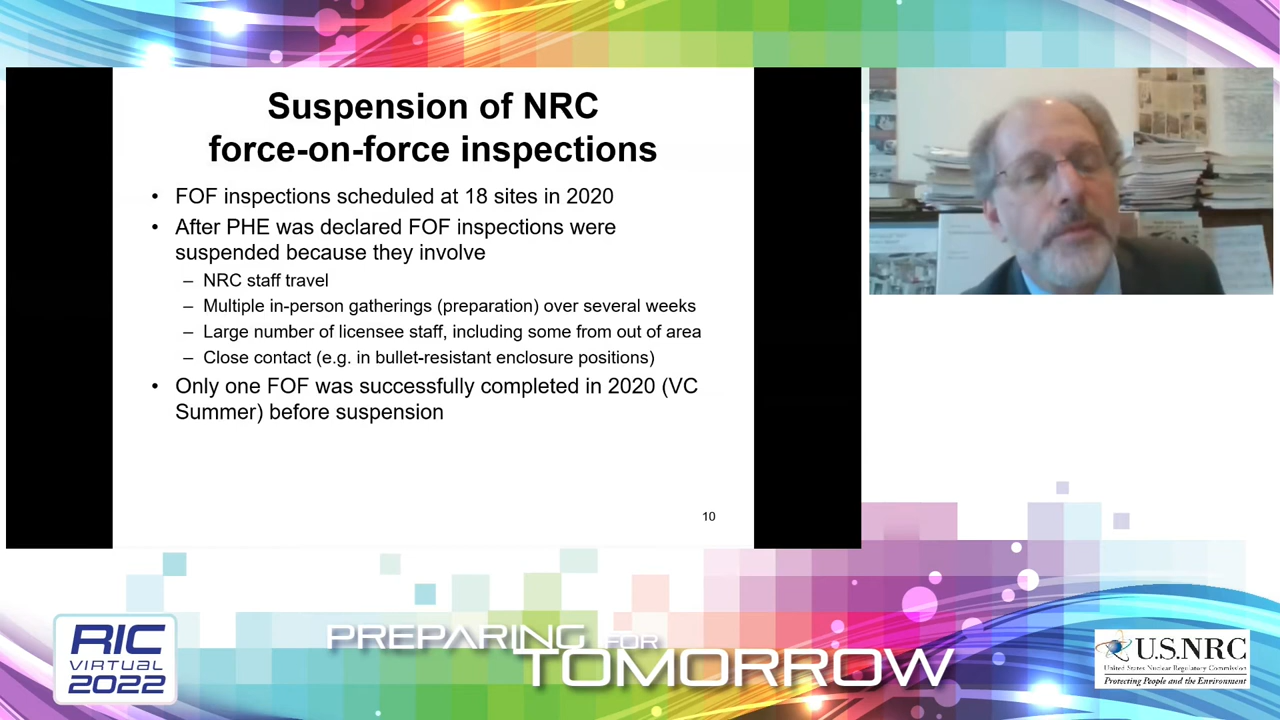 Suspension of NRC
force-on-force inspections
• FOF inspections scheduled at 18 sites in 2020
• After PHE was declared FOF inspections were
suspended because they involve
– NRC staff travel
– Multiple in-person gatherings (preparation) over several weeks
– Large number of licensee staff, including some from out of area
– Close contact (e.g. in bullet-resistant enclosure positions)
• Only one FOF was successfully completed in 2020 (VC
Summer) before suspension
10
RIC
VIRTUAL
2022
PREPARING FOR
TOMORROW
U.S.NRC
United States Nuclear Regulatory Commission
Protecting People and the Environment